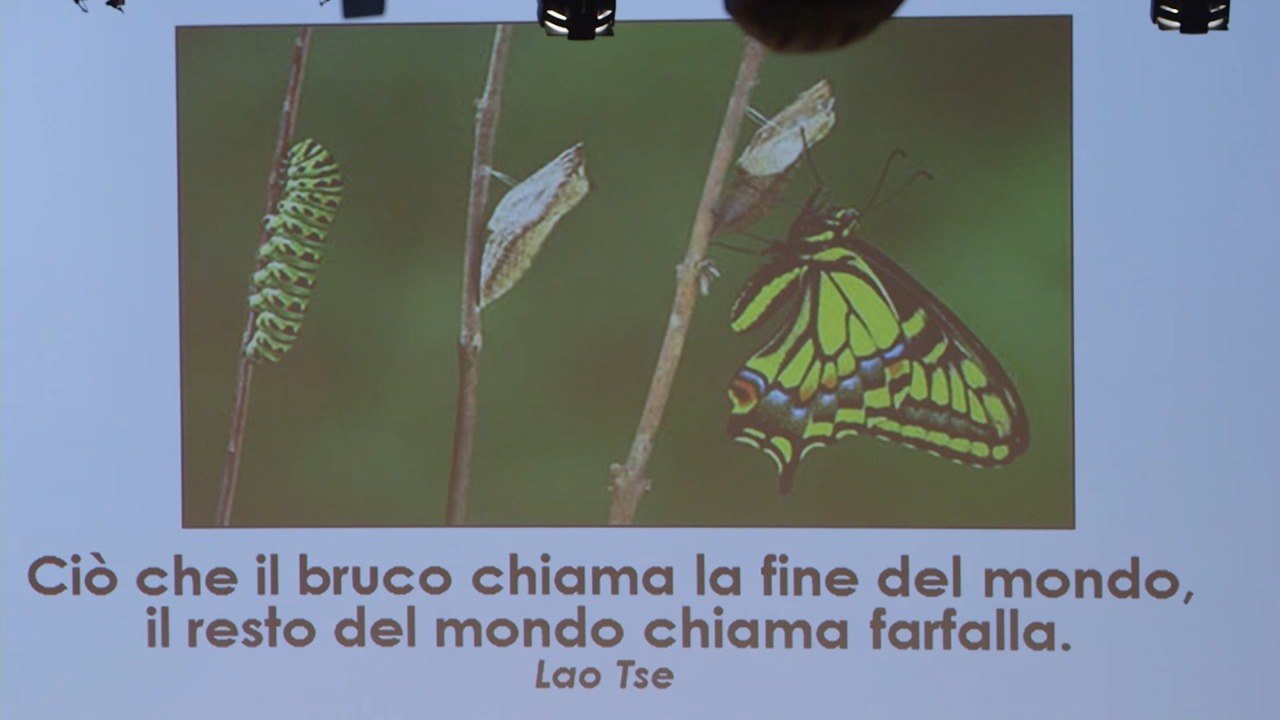 Ciò che il bruco chiama la fine del mondo,
il resto del mondo chiama farfalla.
Lao Tse